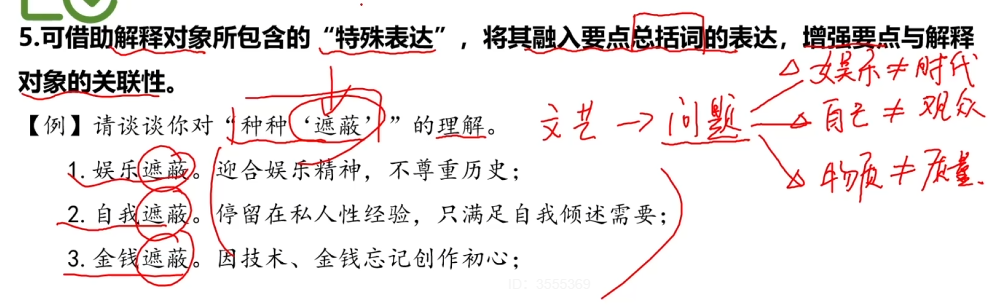 5.可借助解释对象所包含的“特殊表达”，将其融入要点总括词的表达，增强要点与解释
对象的关联性。
【例】请谈谈你对“种种‘遮蔽’”的理解。
1. 娱乐遮蔽。迎合娱乐精神，不尊重历史；
2. 自我遮蔽。停留在私人性经验，只满足自我倾述需要；
3. 金钱遮蔽。因技术、金钱忘记创作初心；
文艺 → 问题
娱乐 ≠ 时代
自己 ≠ 观众
物质 ≠ 质量
ID：3555369